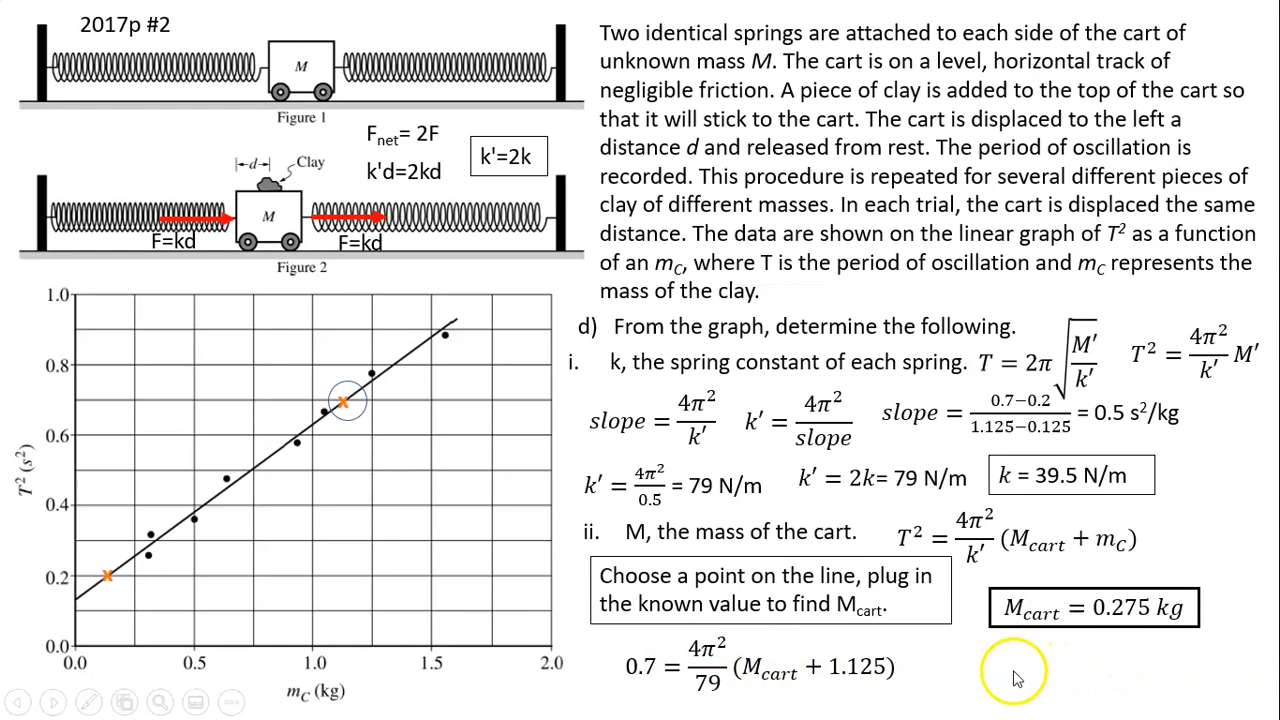 2017p #2
M
Figure 1
F_net= 2F
k'd=2kd
k'=2k
d
Clay
M
F=kd
F=kd
Figure 2
Two identical springs are attached to each side of the cart of
unknown mass M. The cart is on a level, horizontal track of
negligible friction. A piece of clay is added to the top of the cart so
that it will stick to the cart. The cart is displaced to the left a
distance d and released from rest. The period of oscillation is
recorded. This procedure is repeated for several different pieces of
clay of different masses. In each trial, the cart is displaced the same
distance. The data are shown on the linear graph of T² as a function
of an m_C, where T is the period of oscillation and m_C represents the
mass of the clay.
1.0
0.8
0.6
0.4
0.2
0.0
T² (s²)
0.0 0.5 1.0 1.5 2.0
m_C (kg)
x
x
d) From the graph, determine the following.
i. k, the spring constant of each spring. T = 2π√(M'/k') T² = 4π²/k' M'
slope = 4π²/k' k' = 4π²/slope slope = 0.7−0.2/1.125−0.125 = 0.5 s²/kg
k' = 4π²/0.5 = 79 N/m k' = 2k= 79 N/m k = 39.5 N/m
ii. M, the mass of the cart. T² = 4π²/k' (M_cart + m_C)
Choose a point on the line, plug in
the known value to find M_cart.
M_cart = 0.275 kg
0.7 = 4π²/79 (M_cart + 1.125)